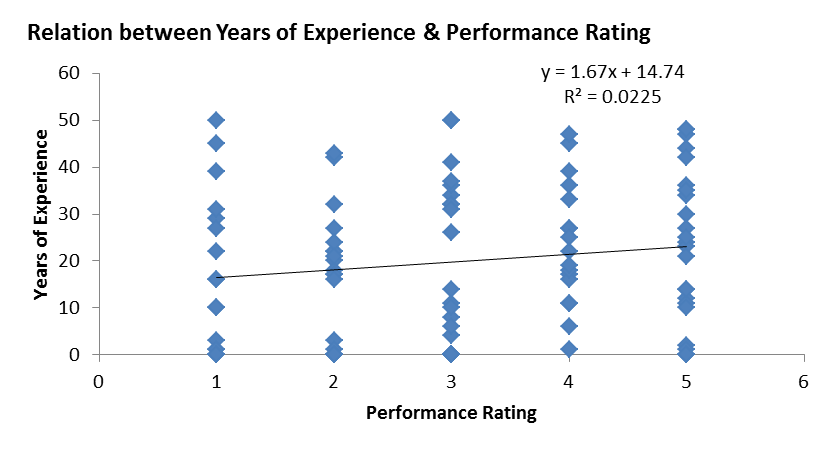 Relation between Years of Experience & Performance Rating
y = 1.67x + 14.74
R² = 0.0225
60
50
40
30
20
10
0
Years of Experience
0 1 2 3 4 5 6
Performance Rating